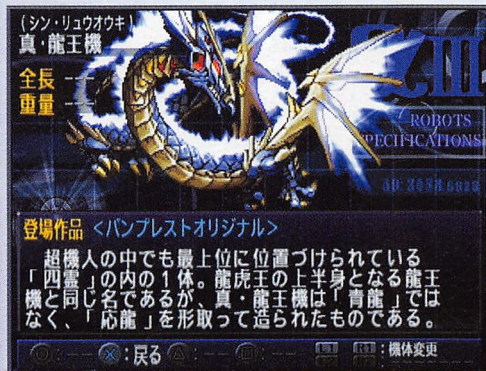 (シン・リュウオウキ)
真・龍王機
全長 ---
重量 ---
ROBOTS
SPECIFICATIONS
登場作品 <バンプレストオリジナル>
超機人の中でも最上位に位置づけられている
「四霊」の内の1体。龍虎王の上半身となる龍王
機と同じ名であるが、真・龍王機は「青龍」では
なく、「応龍」を形取って造られたものである。
○:-- ×:戻る △:-- □:-- L1 R1:機体変更